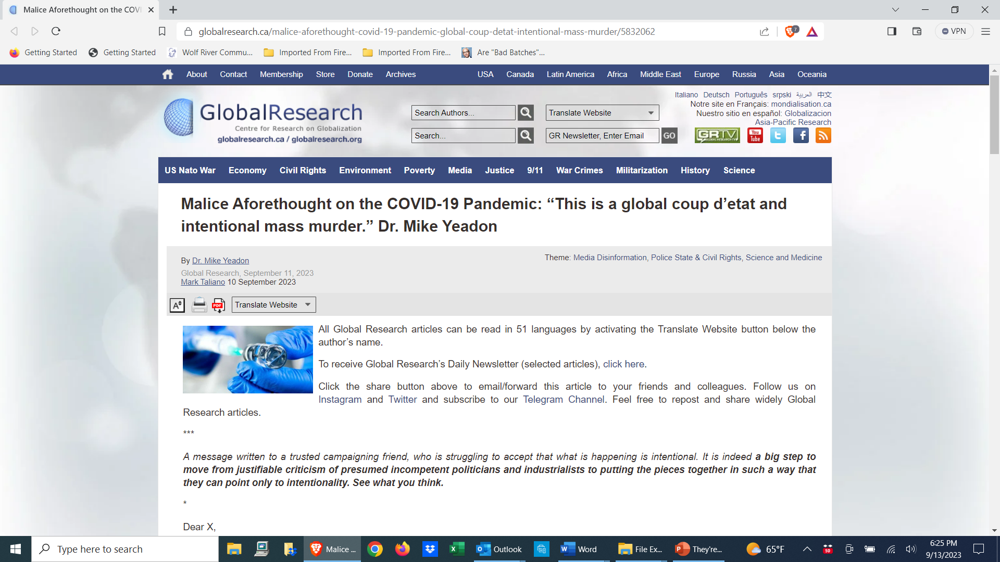 Malice Aforethought on the COVI
globalresearch.ca/malice-aforethought-covid-19-pandemic-global-coup-detat-intentional-mass-murder/5832062
7
VPN
Getting Started
Getting Started
Wolf River Commu...
Imported From Fire...
Imported From Fire...
Are "Bad Batches"...
About Contact Membership Store Donate Archives USA Canada Latin America Africa Middle East Europe Russia Asia Oceania
Italiano Deutsch Português srpski العربية 中文
Notre site en Français: mondialisation.ca
Nuestro sitio en español: Globalizacion
Asia-Pacific Research
GlobalResearch
Centre for Research on Globalization
globalresearch.ca / globalresearch.org
Search Authors...
Translate Website
Search...
GR Newsletter, Enter Email
GO
GRTV
GLOBAL RESEARCH TV
You
Tube
US Nato War Economy Civil Rights Environment Poverty Media Justice 9/11 War Crimes Militarization History Science
Malice Aforethought on the COVID-19 Pandemic: “This is a global coup d’etat and
intentional mass murder.” Dr. Mike Yeadon
By Dr. Mike Yeadon
Global Research, September 11, 2023
Mark Taliano 10 September 2023
Theme: Media Disinformation, Police State & Civil Rights, Science and Medicine
A
PDF
Translate Website
All Global Research articles can be read in 51 languages by activating the Translate Website button below the
author’s name.
To receive Global Research’s Daily Newsletter (selected articles), click here.
Click the share button above to email/forward this article to your friends and colleagues. Follow us on
Instagram and Twitter and subscribe to our Telegram Channel. Feel free to repost and share widely Global
Research articles.
***
A message written to a trusted campaigning friend, who is struggling to accept that what is happening is intentional. It is indeed a big step to
move from justifiable criticism of presumed incompetent politicians and industrialists to putting the pieces together in such a way that
they can point only to intentionality. See what you think.
*
Dear X,
Type here to search
Malice ...
Outlook
Word
File Ex...
They're...
65°F
50
6:25 PM
9/13/2023